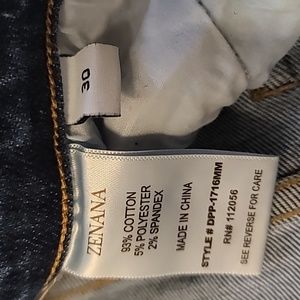 30
ZENANA
93% COTTON
5% POLYESTER
2% SPANDEX
MADE IN CHINA
STYLE # DPP-1716MM
RN# 112056
SEE REVERSE FOR CARE